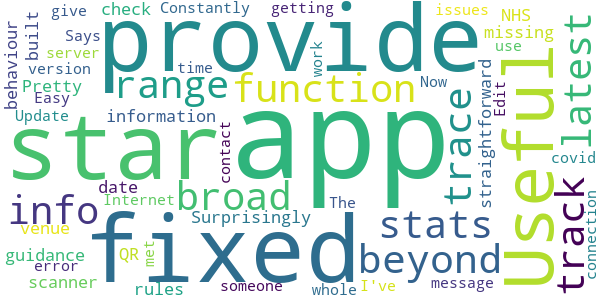 give check Constantly getting issues NHS
behaviour built Says server version Pretty Easy
provide
time work Now use missing
range function
Update information
star app
trace straightforward Edit
Useful latest
contact
date
Internet broad
Surprisingly The
covid
info
venue
fixed
stats
track connection
guidance error QR met
beyond
scanner rules someone whole I've message